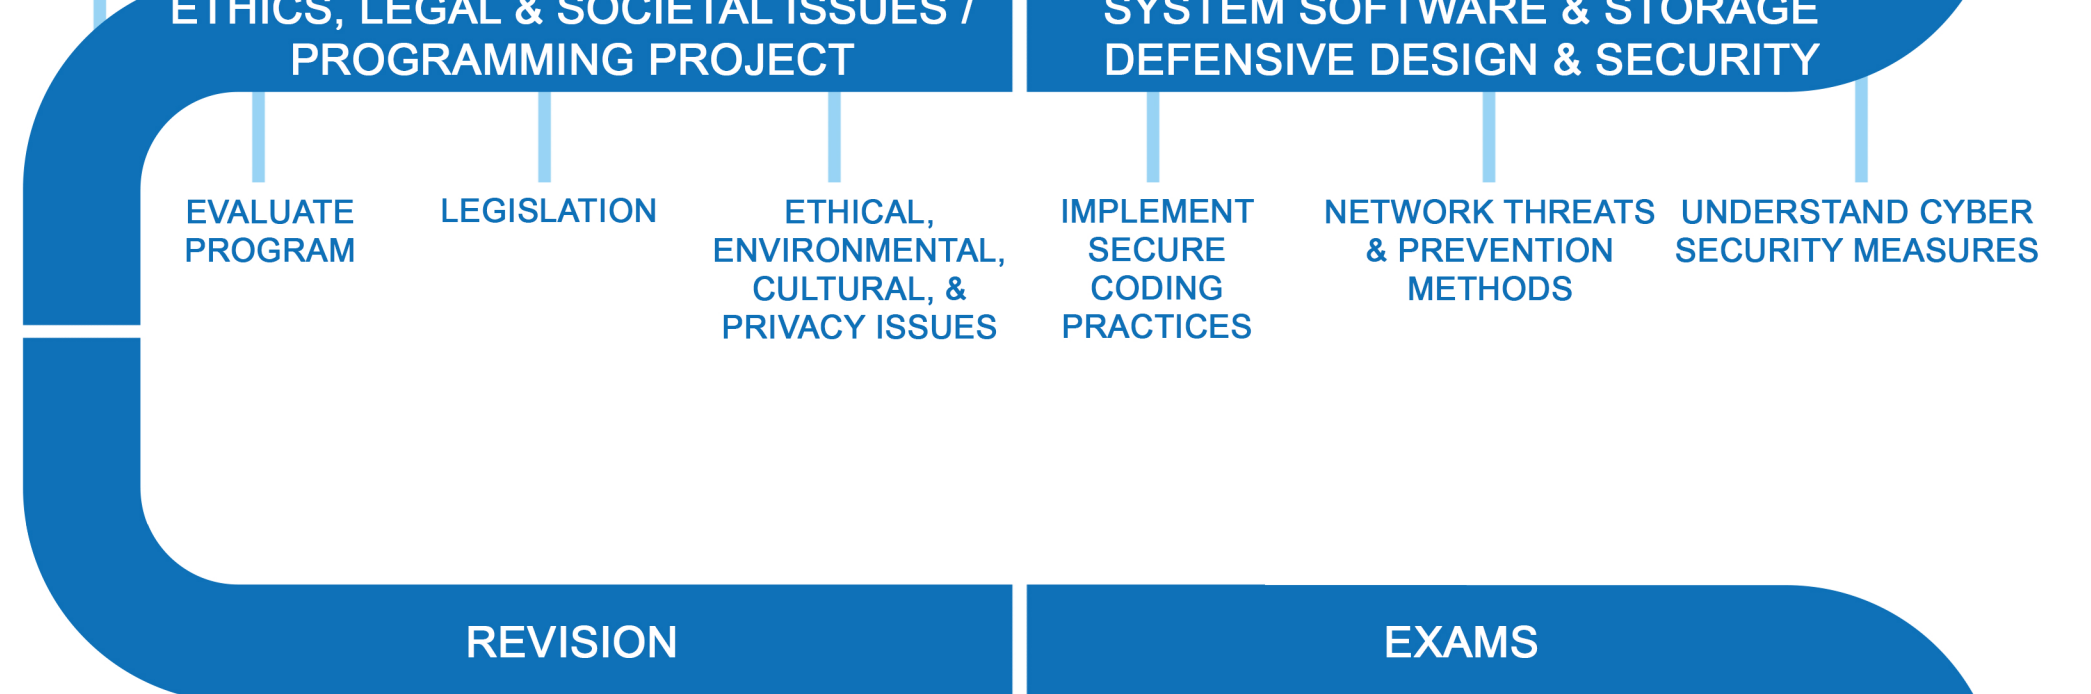 ETHICS, LEGAL & SOCIETAL ISSUES /
PROGRAMMING PROJECT
SYSTEM SOFTWARE & STORAGE
DEFENSIVE DESIGN & SECURITY
EVALUATE
PROGRAM
LEGISLATION
ETHICAL,
ENVIRONMENTAL,
CULTURAL, &
PRIVACY ISSUES
IMPLEMENT
SECURE
CODING
PRACTICES
NETWORK THREATS
& PREVENTION
METHODS
UNDERSTAND CYBER
SECURITY MEASURES
REVISION
EXAMS